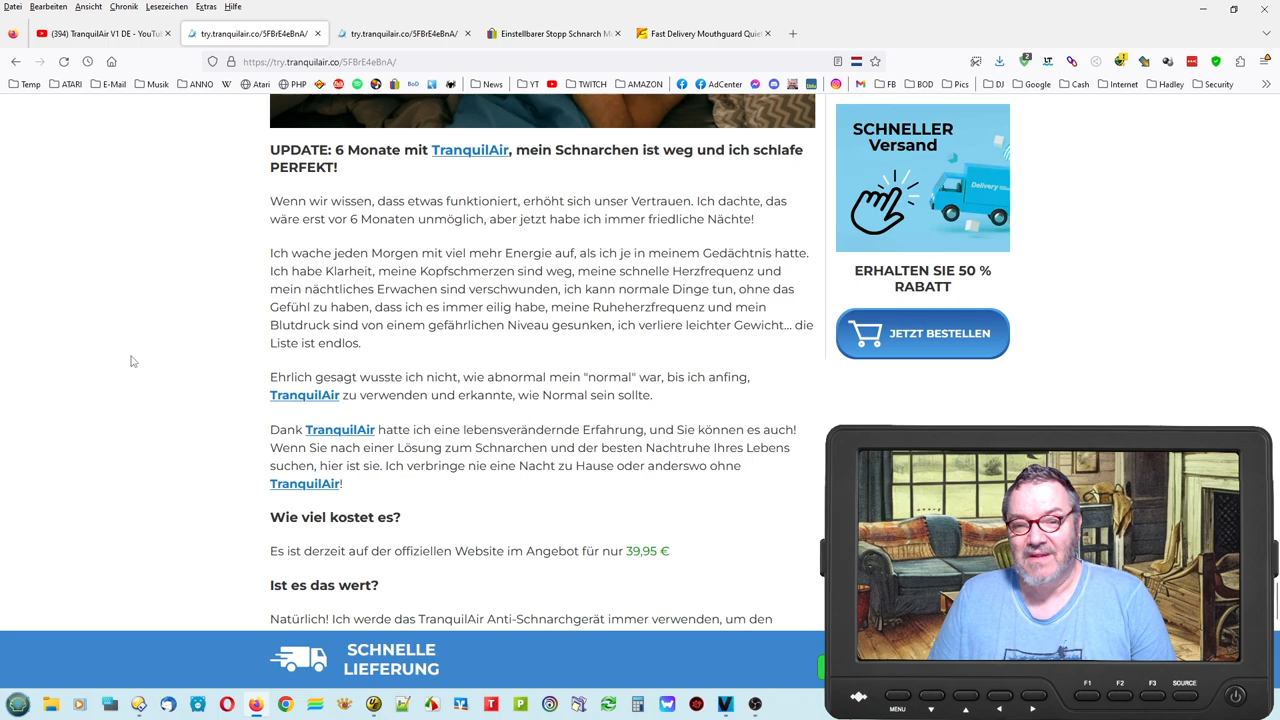 Datei Bearbeiten Ansicht Chronik Lesezeichen Extras Hilfe
(394) TranquilAir V1 DE - YouTu
try.tranquilair.co/5FBrE4eBnA/
try.tranquilair.co/5FBrE4eBnA/
Einstellbarer Stopp Schnarch M
Fast Delivery Mouthguard Quie
https://try.tranquilair.co/5FBrE4eBnA/
Temp ATARI E-Mail Musik ANNO Atari PHP BoD News YT TWITCH AMAZON AdCenter FB BOD Pics DJ Google Cash Internet Hadley Security
UPDATE: 6 Monate mit TranquilAir, mein Schnarchen ist weg und ich schlafe
PERFEKT!
Wenn wir wissen, dass etwas funktioniert, erhöht sich unser Vertrauen. Ich dachte, das
wäre erst vor 6 Monaten unmöglich, aber jetzt habe ich immer friedliche Nächte!
Ich wache jeden Morgen mit viel mehr Energie auf, als ich je in meinem Gedächtnis hatte.
Ich habe Klarheit, meine Kopfschmerzen sind weg, meine schnelle Herzfrequenz und
mein nächtliches Erwachen sind verschwunden, ich kann normale Dinge tun, ohne das
Gefühl zu haben, dass ich es immer eilig habe, meine Ruheherzfrequenz und mein
Blutdruck sind von einem gefährlichen Niveau gesunken, ich verliere leichter Gewicht... die
Liste ist endlos.
Ehrlich gesagt wusste ich nicht, wie abnormal mein "normal" war, bis ich anfing,
TranquilAir zu verwenden und erkannte, wie Normal sein sollte.
Dank TranquilAir hatte ich eine lebensverändernde Erfahrung, und Sie können es auch!
Wenn Sie nach einer Lösung zum Schnarchen und der besten Nachtruhe Ihres Lebens
suchen, hier ist sie. Ich verbringe nie eine Nacht zu Hause oder anderswo ohne
TranquilAir!
Wie viel kostet es?
Es ist derzeit auf der offiziellen Website im Angebot für nur 39,95 €
Ist es das wert?
Natürlich! Ich werde das TranquilAir Anti-Schnarchgerät immer verwenden, um den
SCHNELLER
Versand
Delivery
ERHALTEN SIE 50 %
RABATT
JETZT BESTELLEN
SCHNELLE
LIEFERUNG
MENU F1 F2 F3 SOURCE